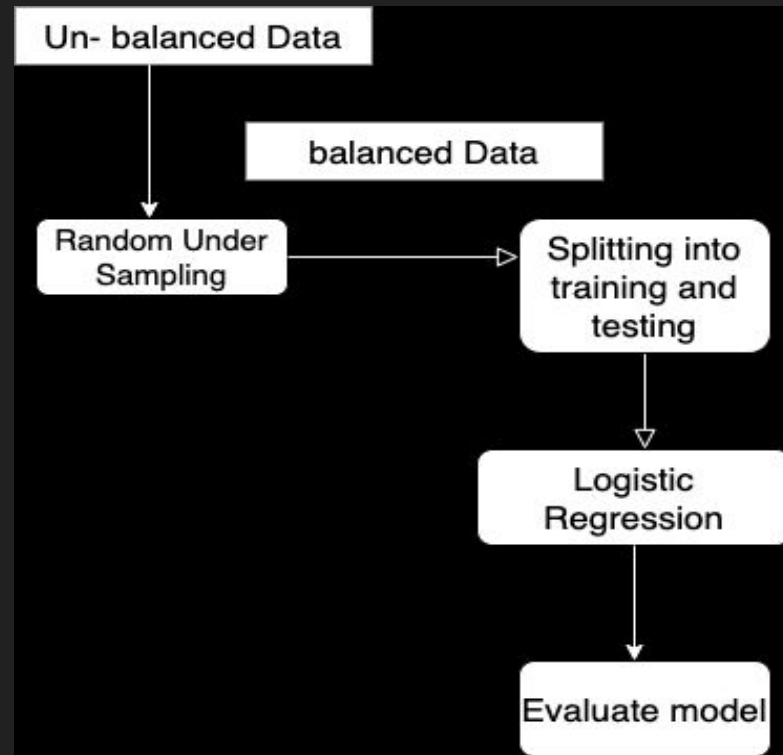 Un- balanced Data
balanced Data
Random Under
Sampling
Splitting into
training and
testing
Logistic
Regression
Evaluate model